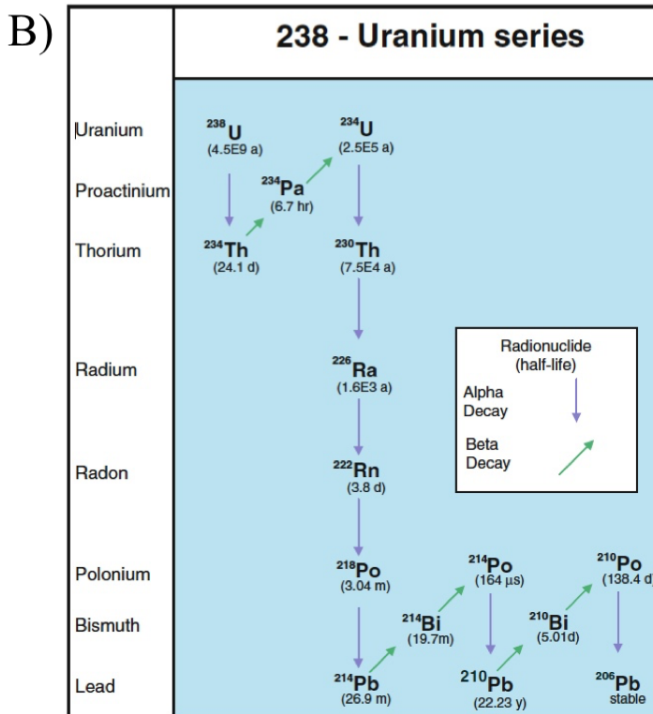 B)
238 - Uranium series
Uranium
²³⁸U
(4.5E9 a)
²³⁴U
(2.5E5 a)
Proactinium
²³⁴Pa
(6.7 hr)
Thorium
²³⁴Th
(24.1 d)
²³⁰Th
(7.5E4 a)
Radium
²²⁶Ra
(1.6E3 a)
Radionuclide
(half-life)
Alpha
Decay
Beta
Decay
Radon
²²²Rn
(3.8 d)
Polonium
²¹⁸Po
(3.04 m)
²¹⁴Po
(164 µs)
²¹⁰Po
(138.4 d)
Bismuth
²¹⁴Bi
(19.7m)
²¹⁰Bi
(5.01d)
Lead
²¹⁴Pb
(26.9 m)
²¹⁰Pb
(22.23 y)
²⁰⁶Pb
stable